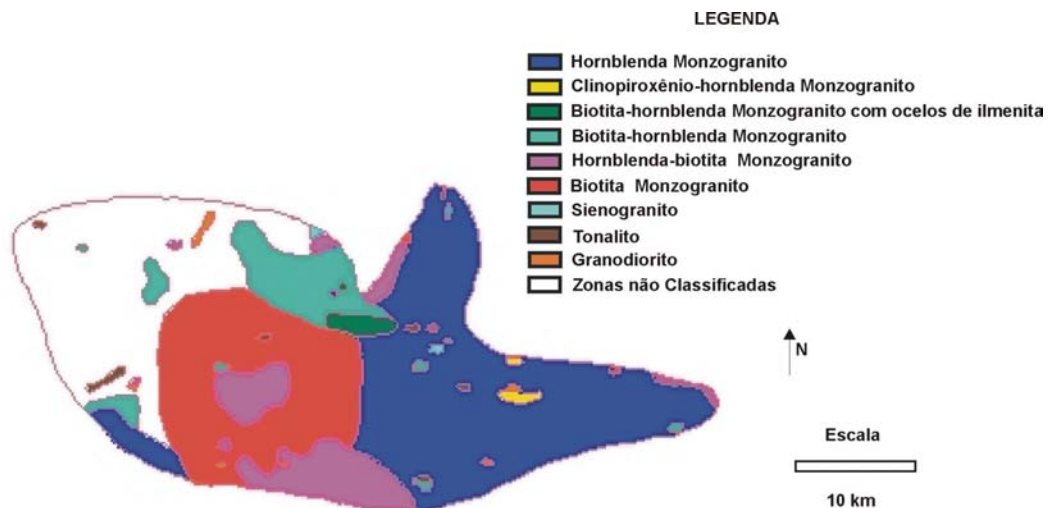 LEGENDA
Hornblenda Monzogranito
Clinopiroxênio-hornblenda Monzogranito
Biotita-hornblenda Monzogranito com ocelos de ilmenita
Biotita-hornblenda Monzogranito
Hornblenda-biotita Monzogranito
Biotita Monzogranito
Sienogranito
Tonalito
Granodiorito
Zonas não Classificadas
N
Escala
10 km